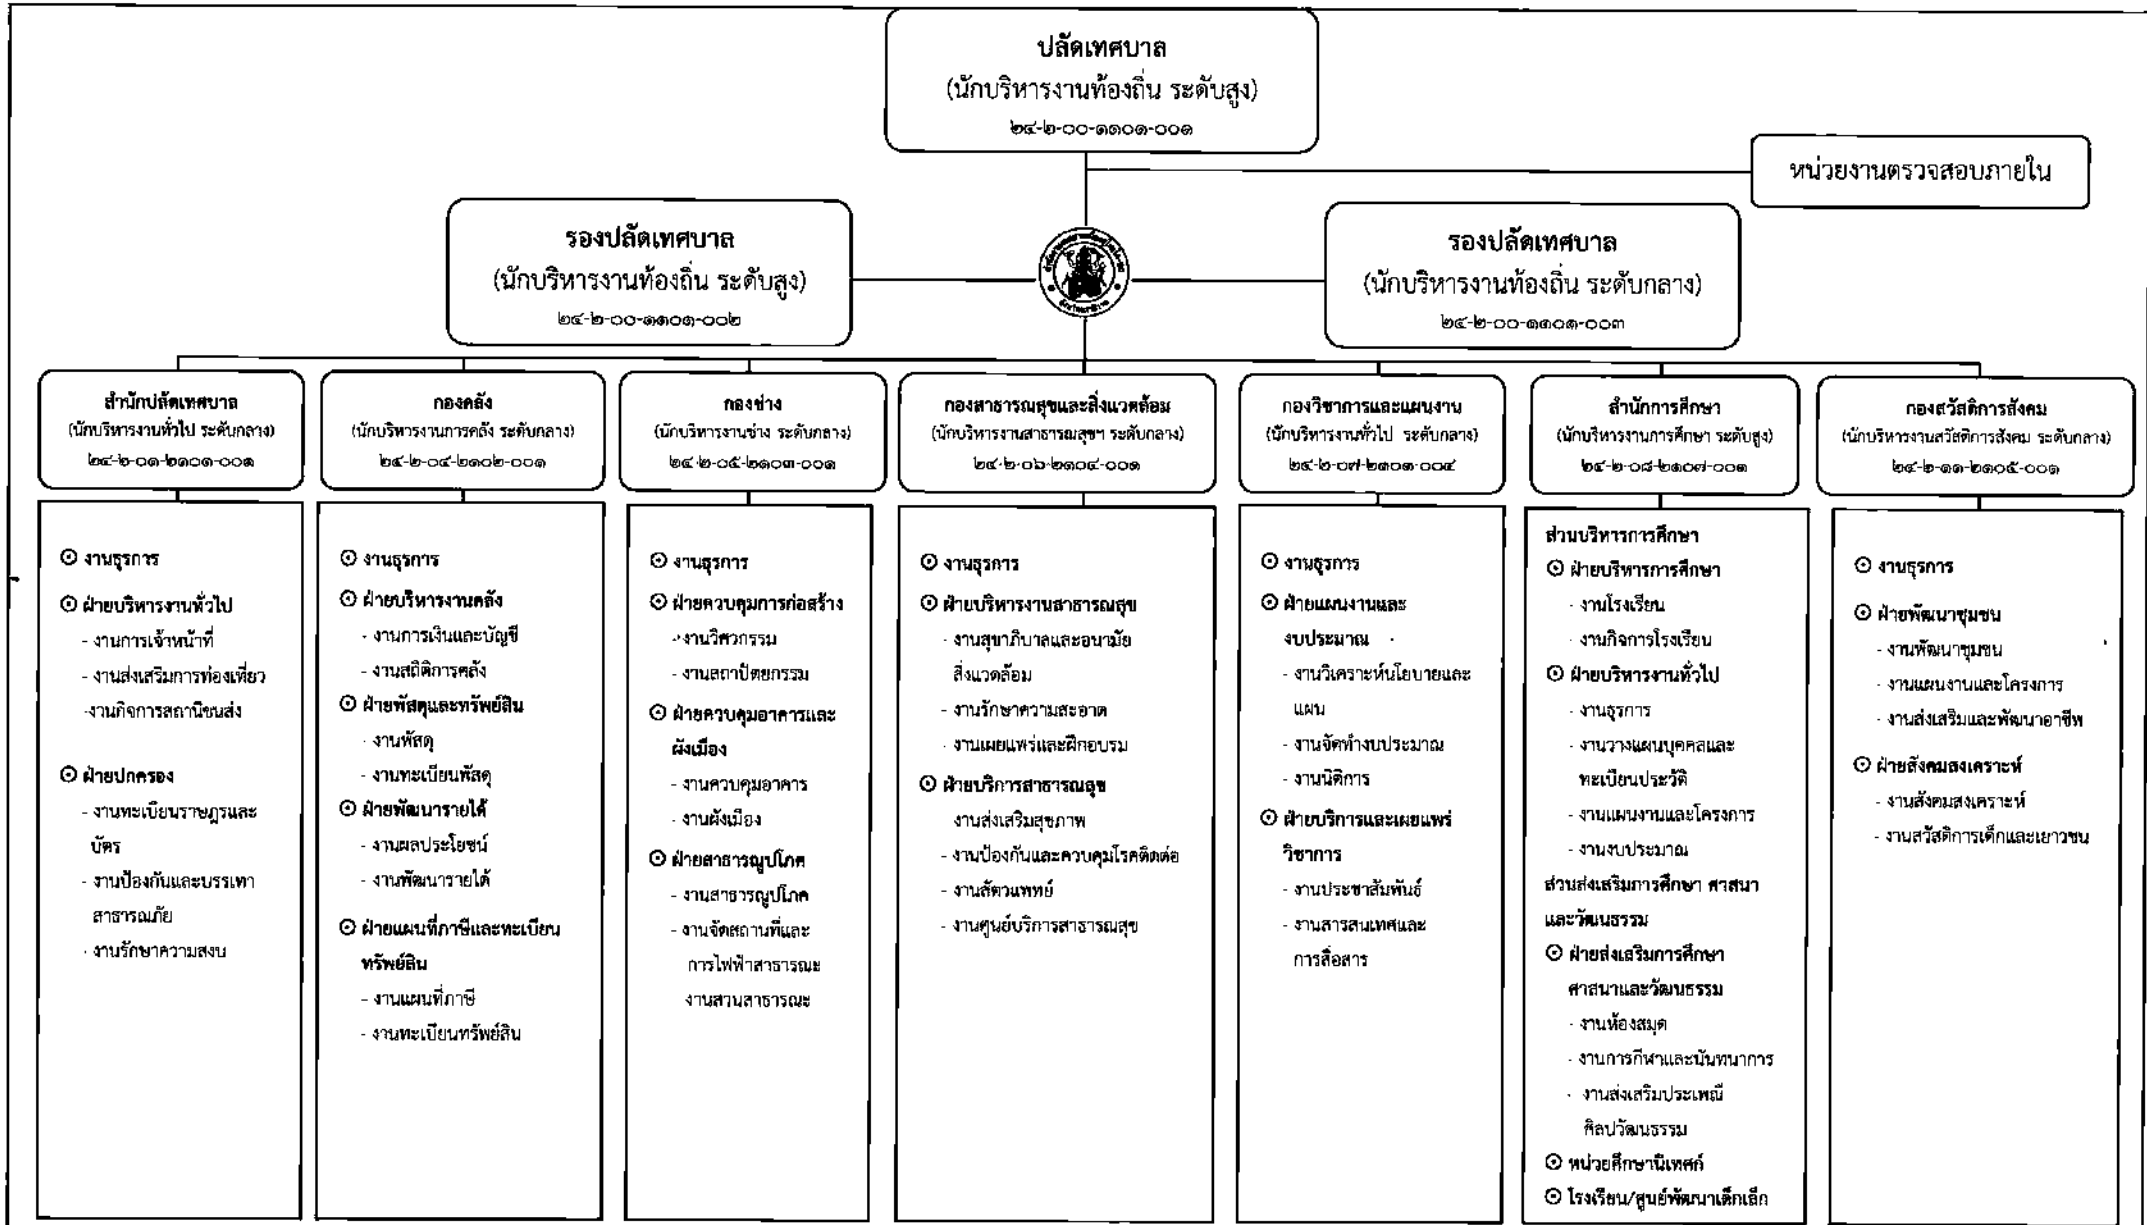 ปลัดเทศบาล
(นักบริหารงานท้องถิ่น ระดับสูง)
๒๔-๒-๐๐-๑๑๐๑-๐๐๑
หน่วยงานตรวจสอบภายใน
รองปลัดเทศบาล
(นักบริหารงานท้องถิ่น ระดับสูง)
๒๔-๒-๐๐-๑๑๐๑-๐๐๒
รองปลัดเทศบาล
(นักบริหารงานท้องถิ่น ระดับกลาง)
๒๔-๒-๐๐-๑๑๐๑-๐๐๓
สำนักปลัดเทศบาล
(นักบริหารงานทั่วไป ระดับกลาง)
๒๔-๒-๐๑-๒๑๐๑-๐๐๑
⊙ งานธุรการ
⊙ ฝ่ายบริหารงานทั่วไป
- งานการเจ้าหน้าที่
- งานส่งเสริมการท่องเที่ยว
-งานกิจการสถานีขนส่ง
⊙ ฝ่ายปกครอง
- งานทะเบียนราษฎรและ
บัตร
- งานป้องกันและบรรเทา
สาธารณภัย
- งานรักษาความสงบ
กองคลัง
(นักบริหารงานการคลัง ระดับกลาง)
๒๔-๒-๐๔-๒๑๐๒-๐๐๑
⊙ งานธุรการ
⊙ ฝ่ายบริหารงานคลัง
- งานการเงินและบัญชี
- งานสถิติการคลัง
⊙ ฝ่ายพัสดุและทรัพย์สิน
- งานพัสดุ
- งานทะเบียนพัสดุ
⊙ ฝ่ายพัฒนารายได้
- งานผลประโยชน์
- งานพัฒนารายได้
⊙ ฝ่ายแผนที่ภาษีและทะเบียน
ทรัพย์สิน
- งานแผนที่ภาษี
- งานทะเบียนทรัพย์สิน
กองช่าง
(นักบริหารงานช่าง ระดับกลาง)
๒๔-๒-๐๕-๒๑๐๓-๐๐๑
⊙ งานธุรการ
⊙ ฝ่ายควบคุมการก่อสร้าง
- งานวิศวกรรม
- งานสถาปัตยกรรม
⊙ ฝ่ายควบคุมอาคารและ
ผังเมือง
- งานควบคุมอาคาร
- งานผังเมือง
⊙ ฝ่ายสาธารณูปโภค
- งานสาธารณูปโภค
- งานจัดสถานที่และ
การไฟฟ้าสาธารณะ
งานสวนสาธารณะ
กองสาธารณสุขและสิ่งแวดล้อม
(นักบริหารงานสาธารณสุขฯ ระดับกลาง)
๒๔-๒-๐๖-๒๑๐๔-๐๐๑
⊙ งานธุรการ
⊙ ฝ่ายบริหารงานสาธารณสุข
- งานสุขาภิบาลและอนามัย
สิ่งแวดล้อม
- งานรักษาความสะอาด
- งานเผยแพร่และฝึกอบรม
⊙ ฝ่ายบริการสาธารณสุข
งานส่งเสริมสุขภาพ
- งานป้องกันและควบคุมโรคติดต่อ
- งานสัตวแพทย์
- งานศูนย์บริการสาธารณสุข
กองวิชาการและแผนงาน
(นักบริหารงานทั่วไป ระดับกลาง)
๒๔-๒-๐๗-๒๑๐๑-๐๐๔
⊙ งานธุรการ
⊙ ฝ่ายแผนงานและ
งบประมาณ
- งานวิเคราะห์นโยบายและ
แผน
- งานจัดทำงบประมาณ
- งานนิติการ
⊙ ฝ่ายบริการและเผยแพร่
วิชาการ
- งานประชาสัมพันธ์
- งานสารสนเทศและ
การสื่อสาร
สำนักการศึกษา
(นักบริหารงานการศึกษา ระดับสูง)
๒๔-๒-๐๘-๒๑๐๗-๐๐๑
ส่วนบริหารการศึกษา
⊙ ฝ่ายบริหารการศึกษา
- งานโรงเรียน
- งานกิจการโรงเรียน
⊙ ฝ่ายบริหารงานทั่วไป
- งานธุรการ
- งานวางแผนบุคคลและ
ทะเบียนประวัติ
- งานแผนงานและโครงการ
- งานงบประมาณ
ส่วนส่งเสริมการศึกษา ศาสนา
และวัฒนธรรม
⊙ ฝ่ายส่งเสริมการศึกษา
ศาสนาและวัฒนธรรม
- งานห้องสมุด
- งานการกีฬาและนันทนาการ
- งานส่งเสริมประเพณี
ศิลปวัฒนธรรม
⊙ หน่วยศึกษานิเทศก์
⊙ โรงเรียน/ศูนย์พัฒนาเด็กเล็ก
กองสวัสดิการสังคม
(นักบริหารงานสวัสดิการสังคม ระดับกลาง)
๒๔-๒-๑๑-๒๑๐๕-๐๐๑
⊙ งานธุรการ
⊙ ฝ่ายพัฒนาชุมชน
- งานพัฒนาชุมชน
- งานแผนงานและโครงการ
- งานส่งเสริมและพัฒนาอาชีพ
⊙ ฝ่ายสังคมสงเคราะห์
- งานสังคมสงเคราะห์
- งานสวัสดิการเด็กและเยาวชน